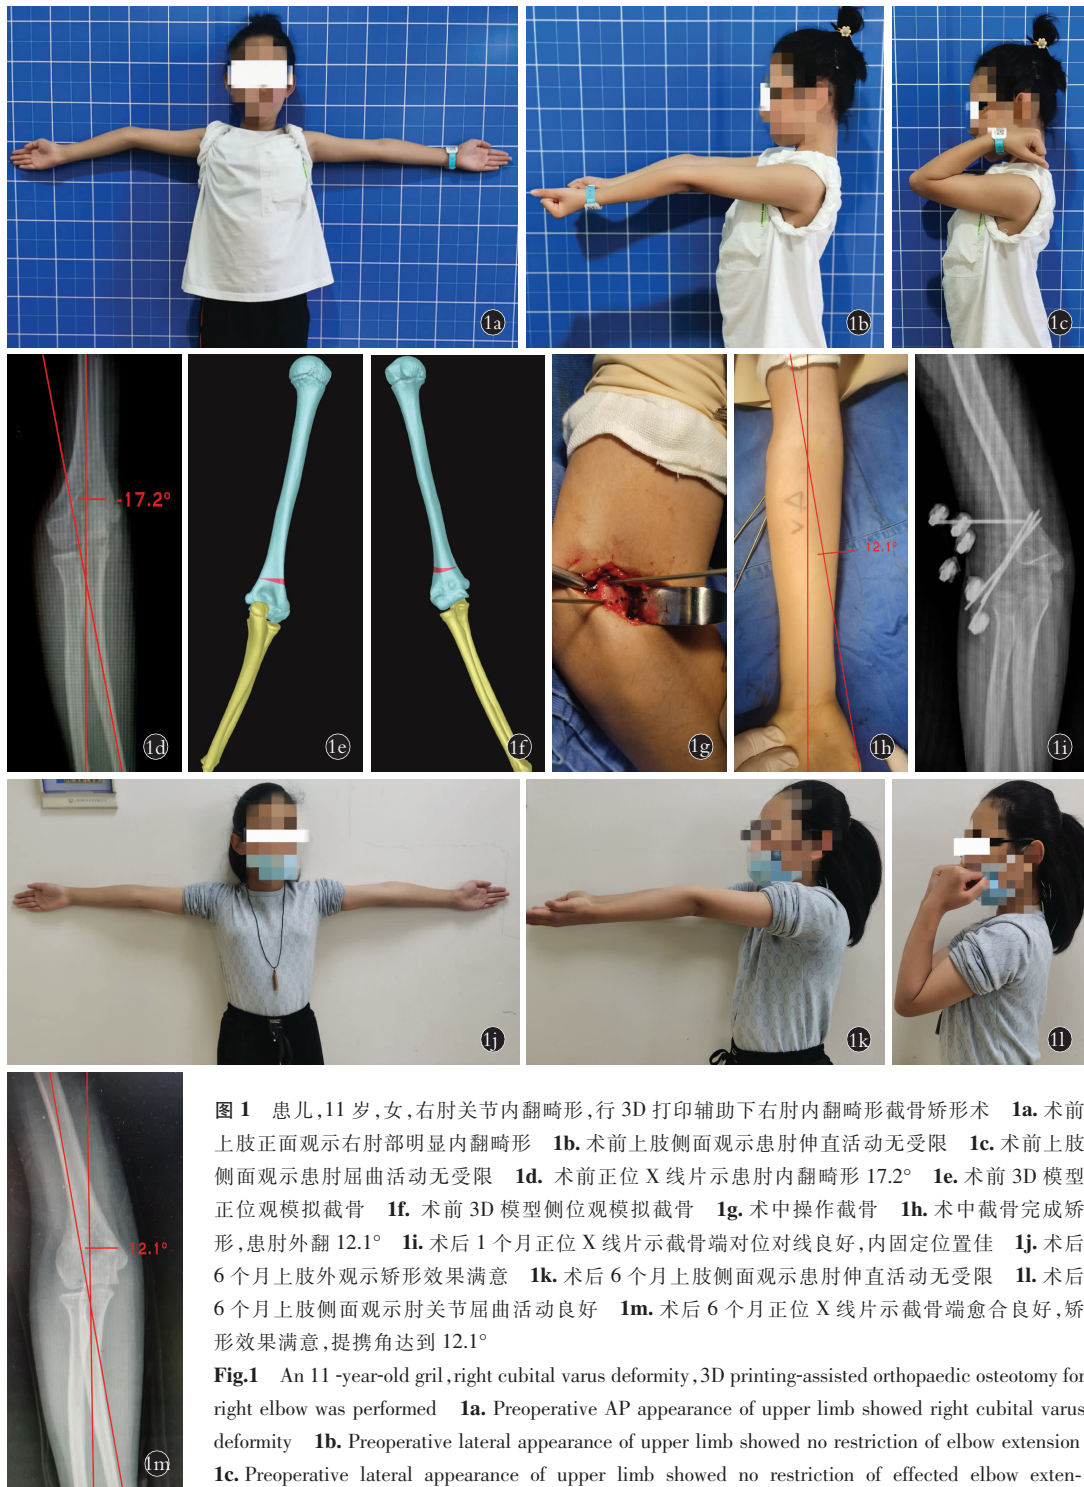 1a
1b
1c
-17.2°
1d
1e
1f
1g
12.1°
1h
1i
1j
1k
1l
12.1°
1m
图 1 患儿,11 岁,女,右肘关节内翻畸形,行 3D 打印辅助下右肘内翻畸形截骨矫形术 1a. 术前
上肢正面观示右肘部明显内翻畸形 1b. 术前上肢侧面观示患肘伸直活动无受限 1c. 术前上肢
侧面观示患肘屈曲活动无受限 1d. 术前正位 X 线片示患肘内翻畸形 17.2° 1e. 术前 3D 模型
正位观模拟截骨 1f. 术前 3D 模型侧位观模拟截骨 1g. 术中操作截骨 1h. 术中截骨完成矫
形,患肘外翻 12.1° 1i. 术后 1 个月正位 X 线片示截骨端对位对线良好,内固定位置佳 1j. 术后
6 个月上肢外观示矫形效果满意 1k. 术后 6 个月上肢侧面观示患肘伸直活动无受限 1l. 术后
6 个月上肢侧面观示肘关节屈曲活动良好 1m. 术后 6 个月正位 X 线片示截骨端愈合良好,矫
形效果满意,提携角达到 12.1°
Fig.1 An 11 -year-old gril,right cubital varus deformity,3D printing-assisted orthopaedic osteotomy for
right elbow was performed 1a. Preoperative AP appearance of upper limb showed right cubital varus
deformity 1b. Preoperative lateral appearance of upper limb showed no restriction of elbow extension
1c. Preoperative lateral appearance of upper limb showed no restriction of effected elbow exten-